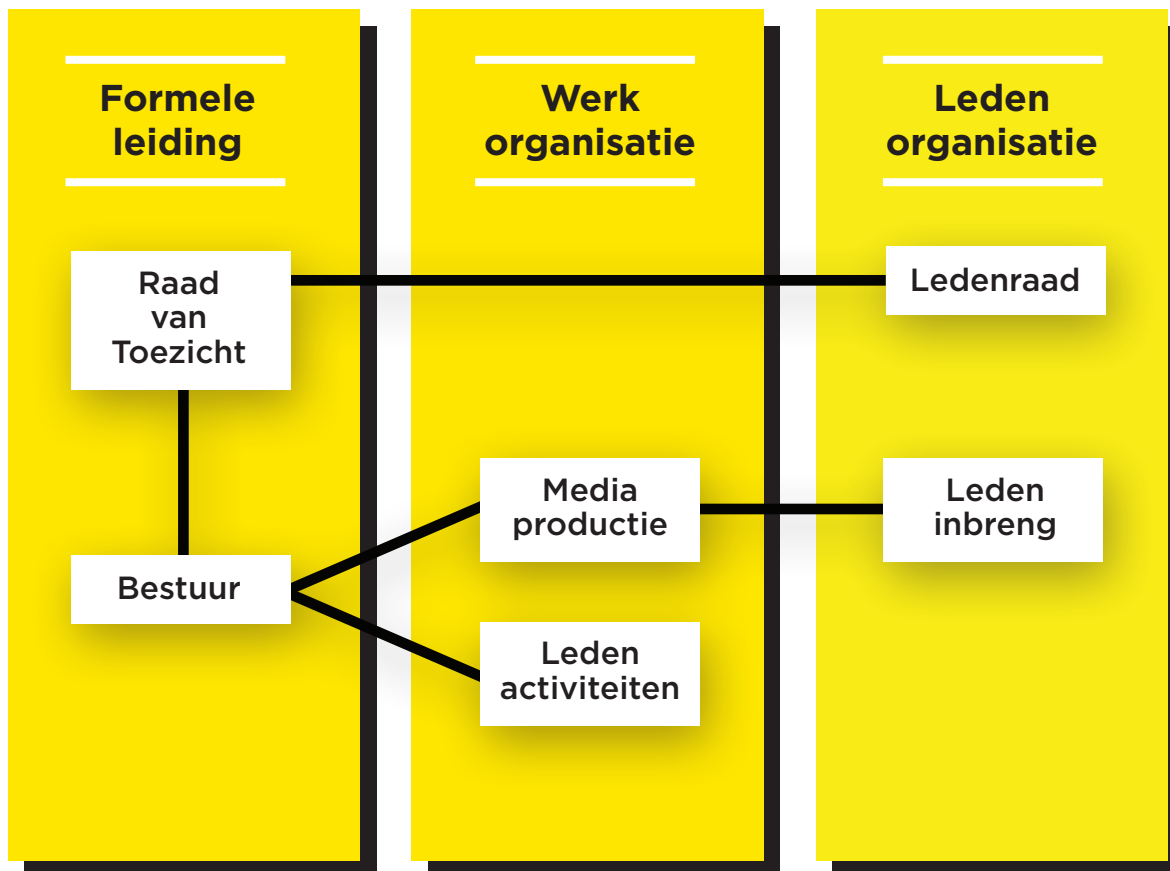 Formele
leiding
Werk
organisatie
Leden
organisatie
Raad
van
Toezicht
Ledenraad
Media
productie
Leden
inbreng
Bestuur
Leden
activiteiten